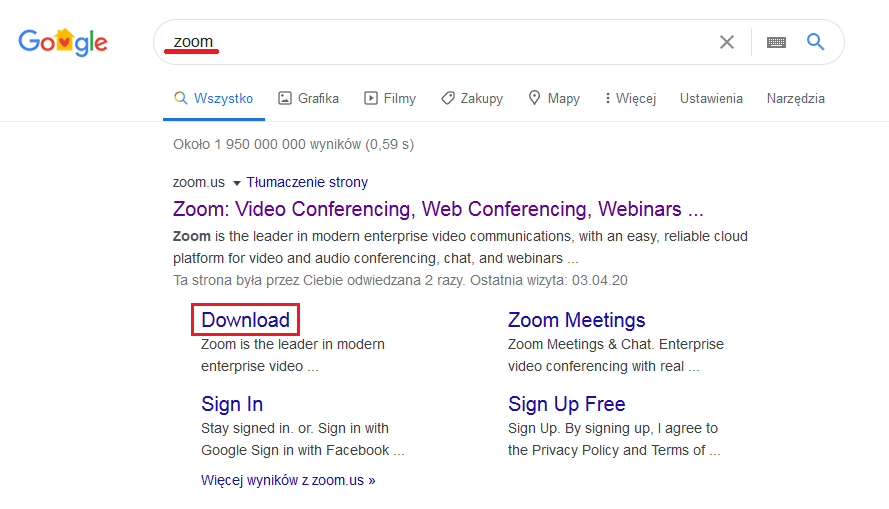 Google
zoom
Wszystko Grafika Filmy Zakupy Mapy Więcej Ustawienia Narzędzia
Około 1 950 000 000 wyników (0,59 s)
zoom.us Tłumaczenie strony
Zoom: Video Conferencing, Web Conferencing, Webinars ...
Zoom is the leader in modern enterprise video communications, with an easy, reliable cloud
platform for video and audio conferencing, chat, and webinars ...
Ta strona była przez Ciebie odwiedzana 2 razy. Ostatnia wizyta: 03.04.20
Download
Zoom is the leader in modern
enterprise video ...
Zoom Meetings
Zoom Meetings & Chat. Enterprise
video conferencing with real ...
Sign In
Stay signed in. or. Sign in with
Google Sign in with Facebook ...
Sign Up Free
Sign Up. By signing up, I agree to
the Privacy Policy and Terms of ...
Więcej wyników z zoom.us »